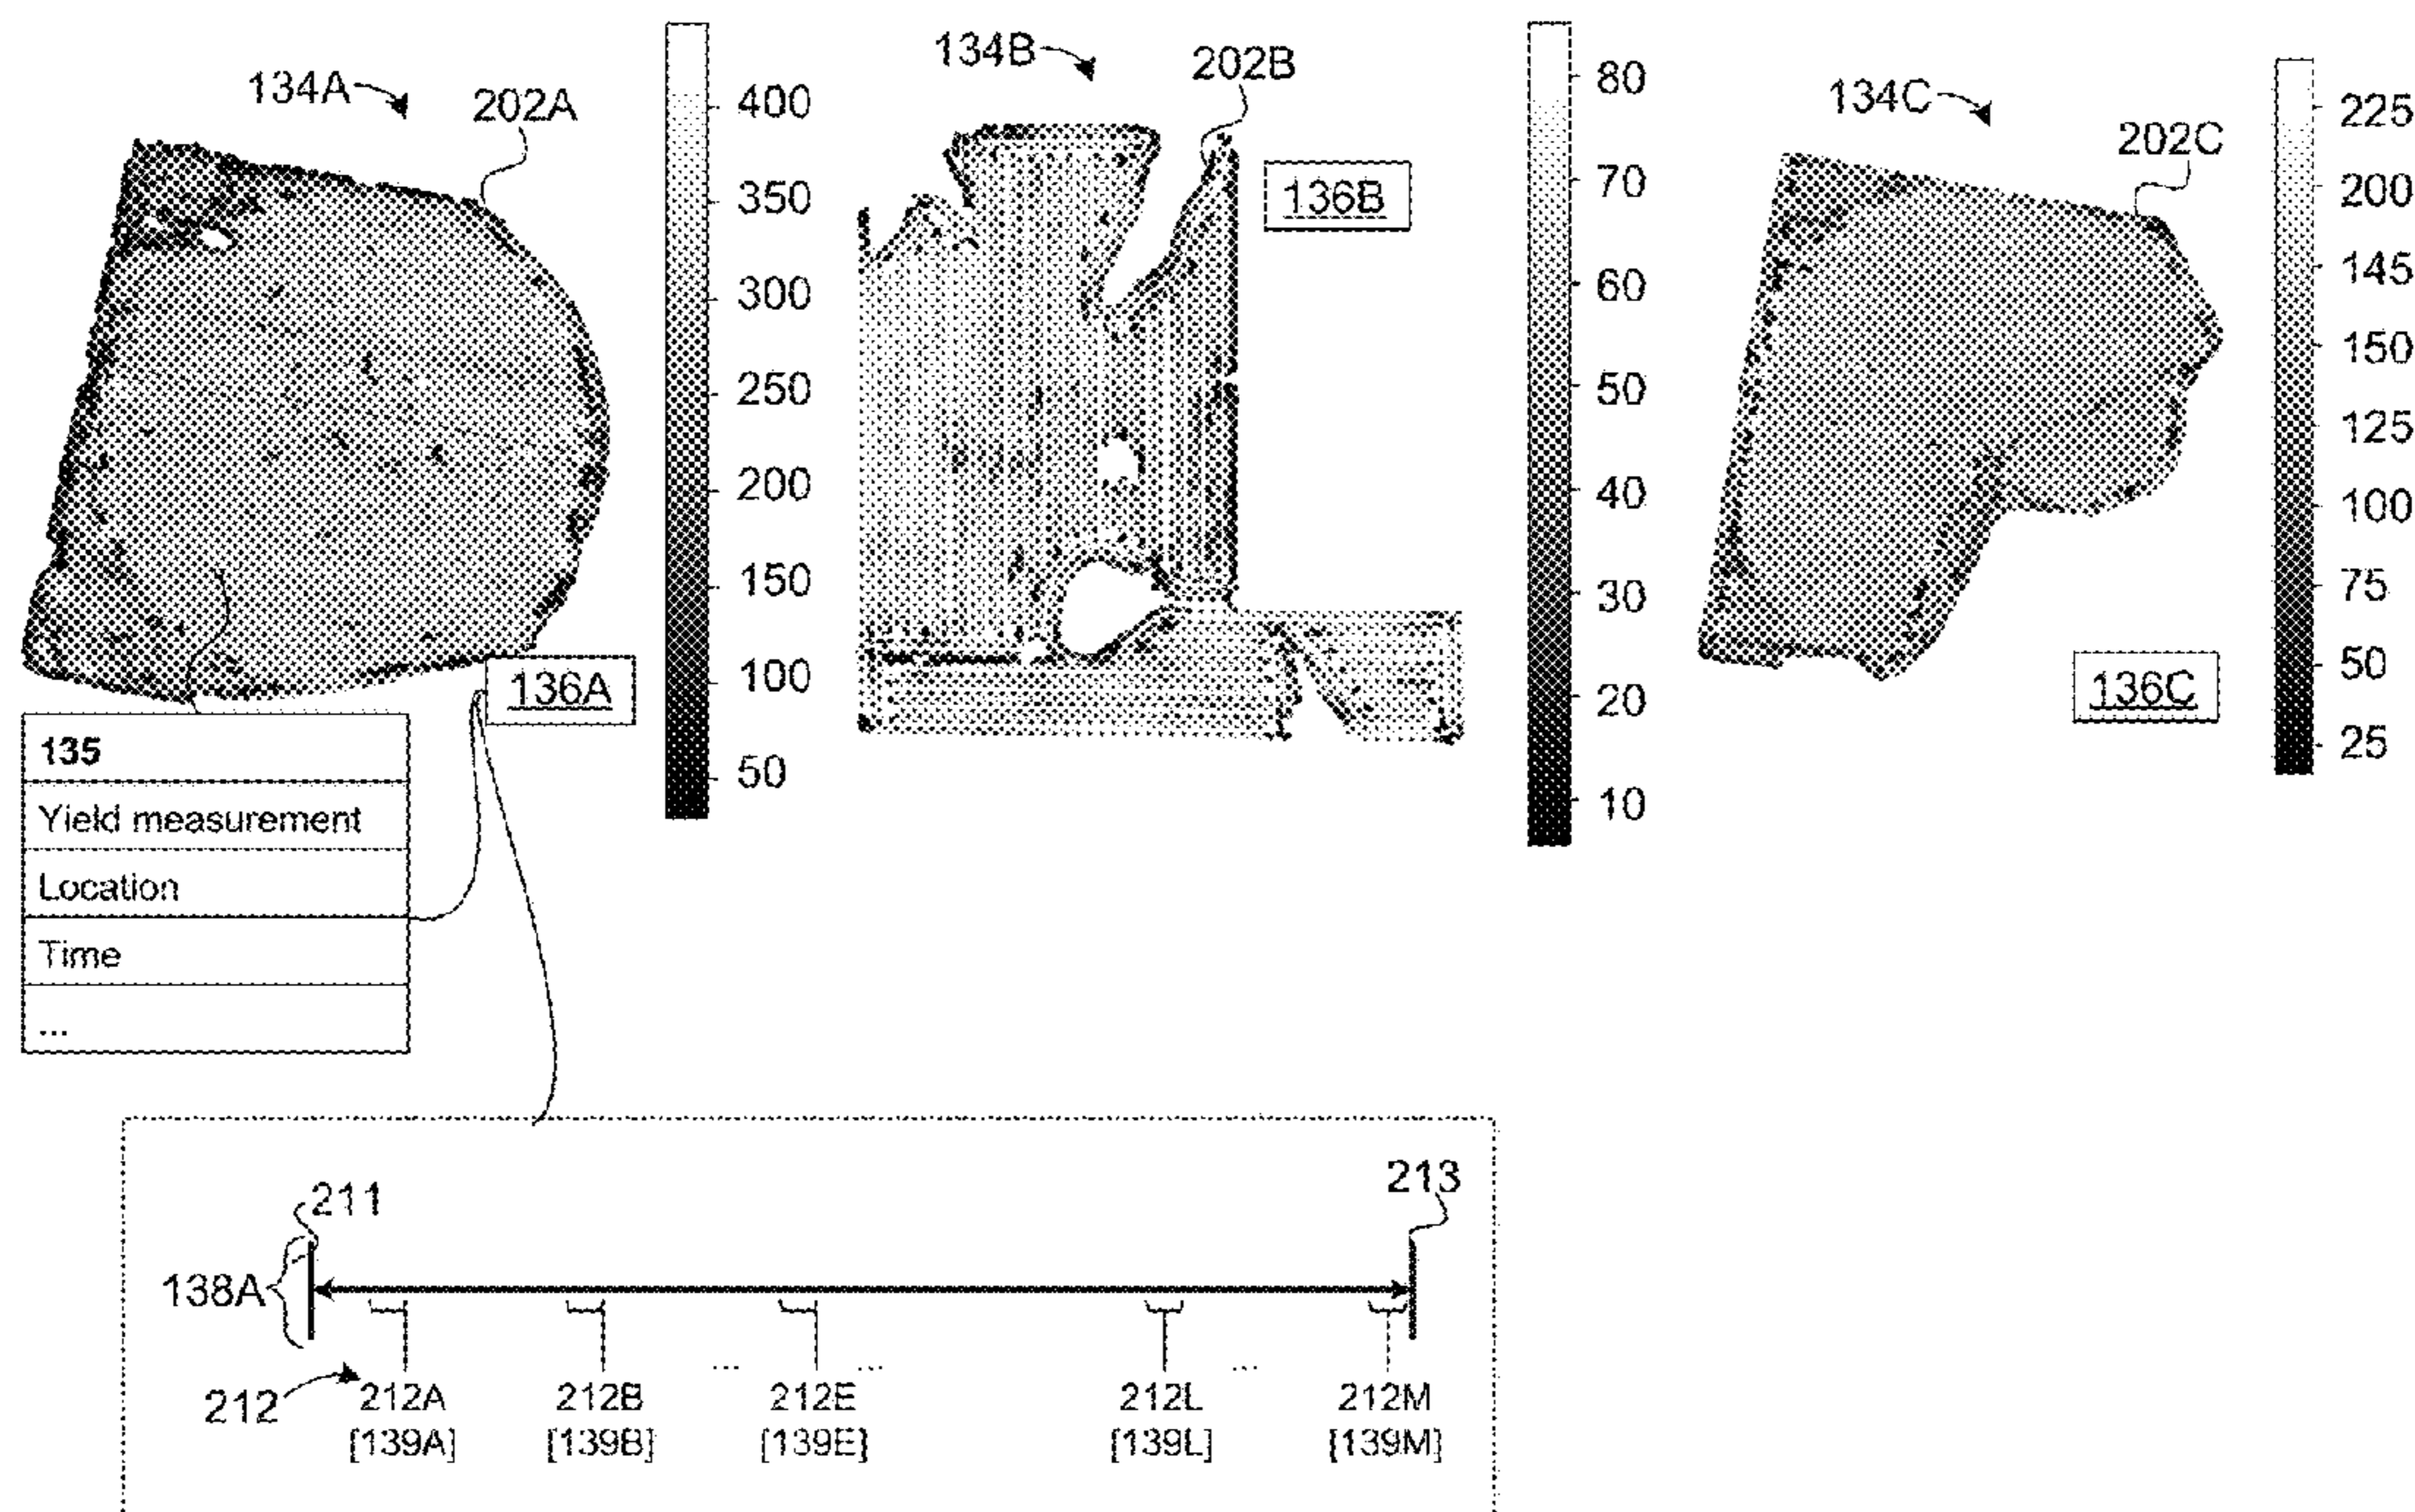 134A
202A
400
350
300
250
200
150
100
50
136A
134B
202B
136B
80
70
60
50
40
30
20
10
134C
202C
225
200
145
150
125
100
75
50
25
136C
135
Yield measurement
Location
Time
...
211
213
138A
212
... ... ...
212A 212B 212E 212L 212M
[139A] [139B] [139E] [139L] [139M]